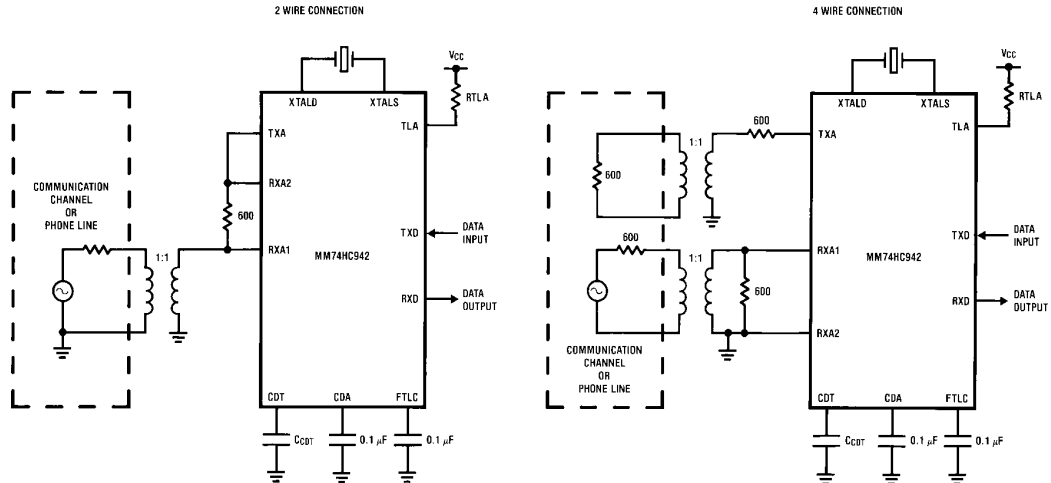 2 WIRE CONNECTION
XTALD
XTALS
VCC
RTLA
TLA
TXA
RXA2
600
RXA1
COMMUNICATION
CHANNEL
OR
PHONE LINE
1:1
MM74HC942
TXD
DATA
INPUT
RXD
DATA
OUTPUT
CDT
CDA
FTLC
CCDT
0.1 μF
0.1 μF
4 WIRE CONNECTION
XTALD
XTALS
VCC
RTLA
TLA
600
TXA
1:1
600
600
1:1
RXA1
600
RXA2
COMMUNICATION
CHANNEL
OR
PHONE LINE
MM74HC942
TXD
DATA
INPUT
RXD
DATA
OUTPUT
CDT
CDA
FTLC
CCDT
0.1 μF
0.1 μF